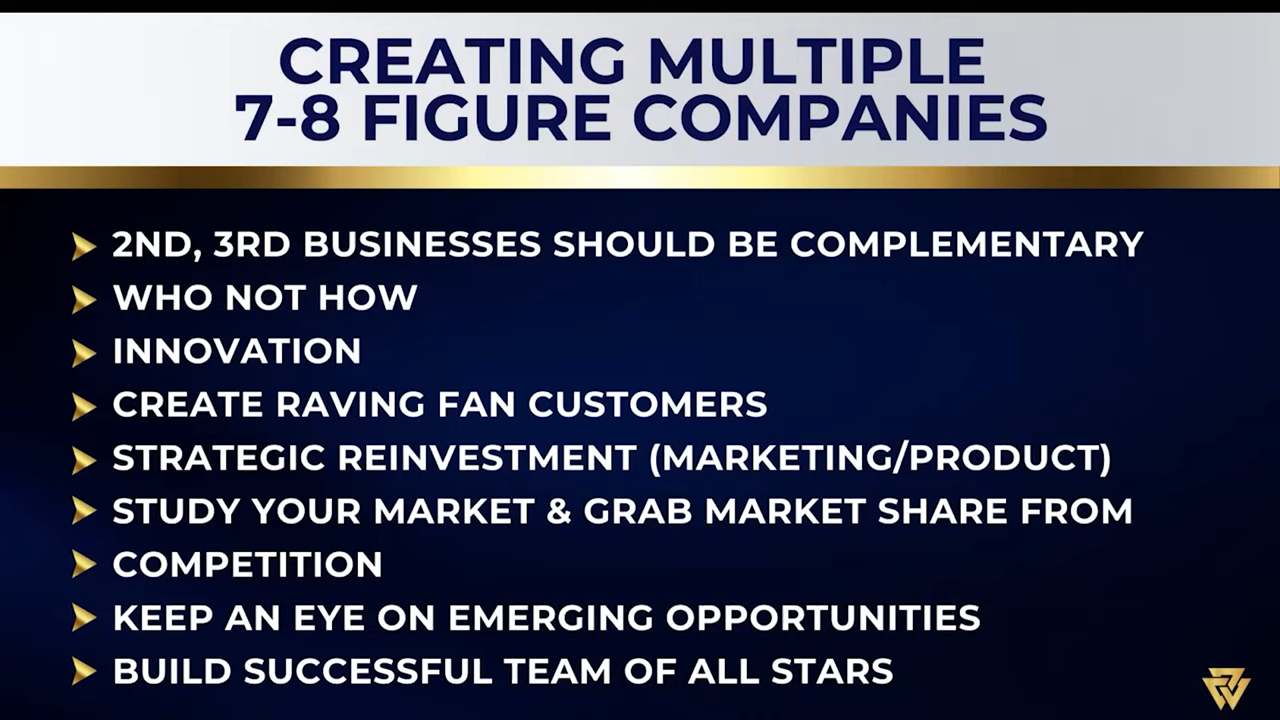 CREATING MULTIPLE
7-8 FIGURE COMPANIES
2ND, 3RD BUSINESSES SHOULD BE COMPLEMENTARY
WHO NOT HOW
INNOVATION
CREATE RAVING FAN CUSTOMERS
STRATEGIC REINVESTMENT (MARKETING/PRODUCT)
STUDY YOUR MARKET & GRAB MARKET SHARE FROM
COMPETITION
KEEP AN EYE ON EMERGING OPPORTUNITIES
BUILD SUCCESSFUL TEAM OF ALL STARS